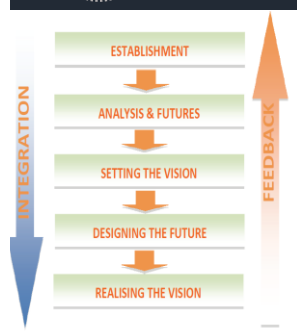 ESTABLISHMENT
ANALYSIS & FUTURES
SETTING THE VISION
DESIGNING THE FUTURE
REALISING THE VISION
INTEGRATION
FEEDBACK